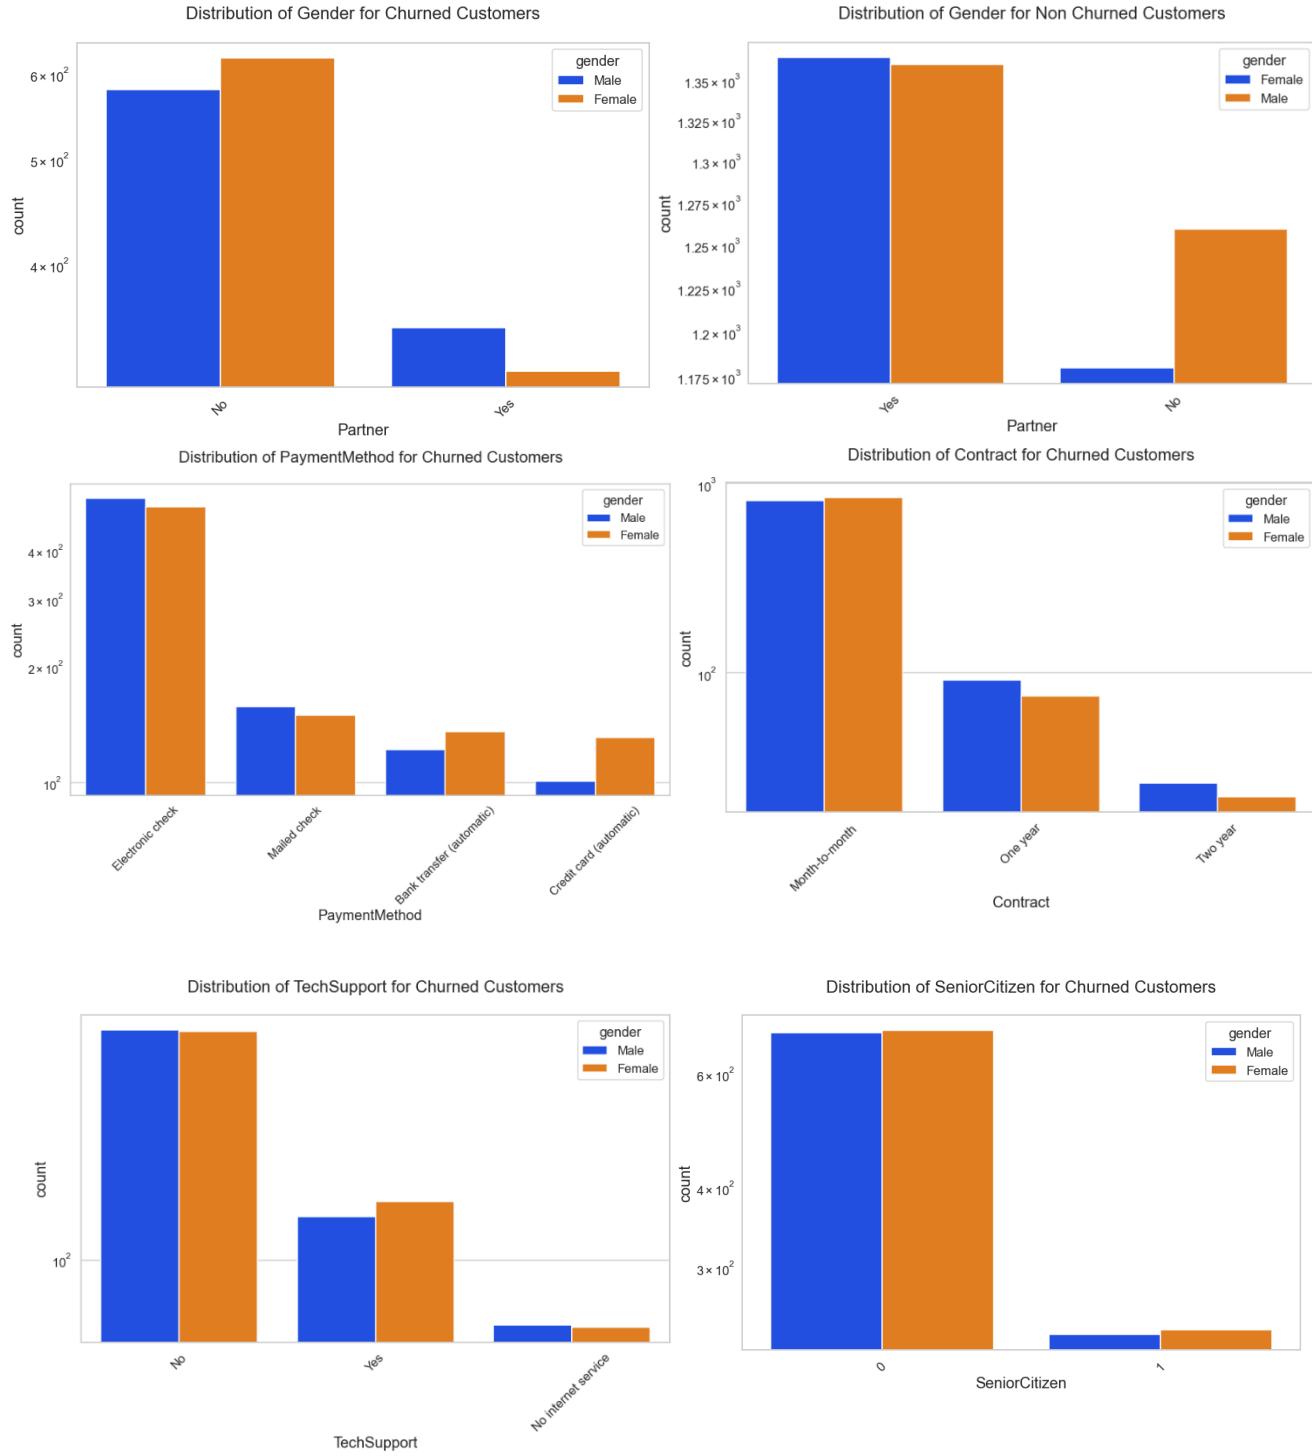 Distribution of Gender for Churned Customers
6 × 10²
5 × 10²
4 × 10²
count
gender
Male
Female
No
Yes
Partner
Distribution of Gender for Non Churned Customers
1.35 × 10³
1.325 × 10³
1.3 × 10³
1.275 × 10³
1.25 × 10³
1.225 × 10³
1.2 × 10³
1.175 × 10³
count
gender
Female
Male
Yes
No
Partner
Distribution of PaymentMethod for Churned Customers
4 × 10²
3 × 10²
2 × 10²
10²
count
gender
Male
Female
Electronic check
Mailed check
Bank transfer (automatic)
Credit card (automatic)
PaymentMethod
Distribution of Contract for Churned Customers
10³
10²
count
gender
Male
Female
Month-to-month
One year
Two year
Contract
Distribution of TechSupport for Churned Customers
10²
count
gender
Male
Female
No
Yes
No internet service
TechSupport
Distribution of SeniorCitizen for Churned Customers
6 × 10²
4 × 10²
3 × 10²
count
gender
Male
Female
0
1
SeniorCitizen